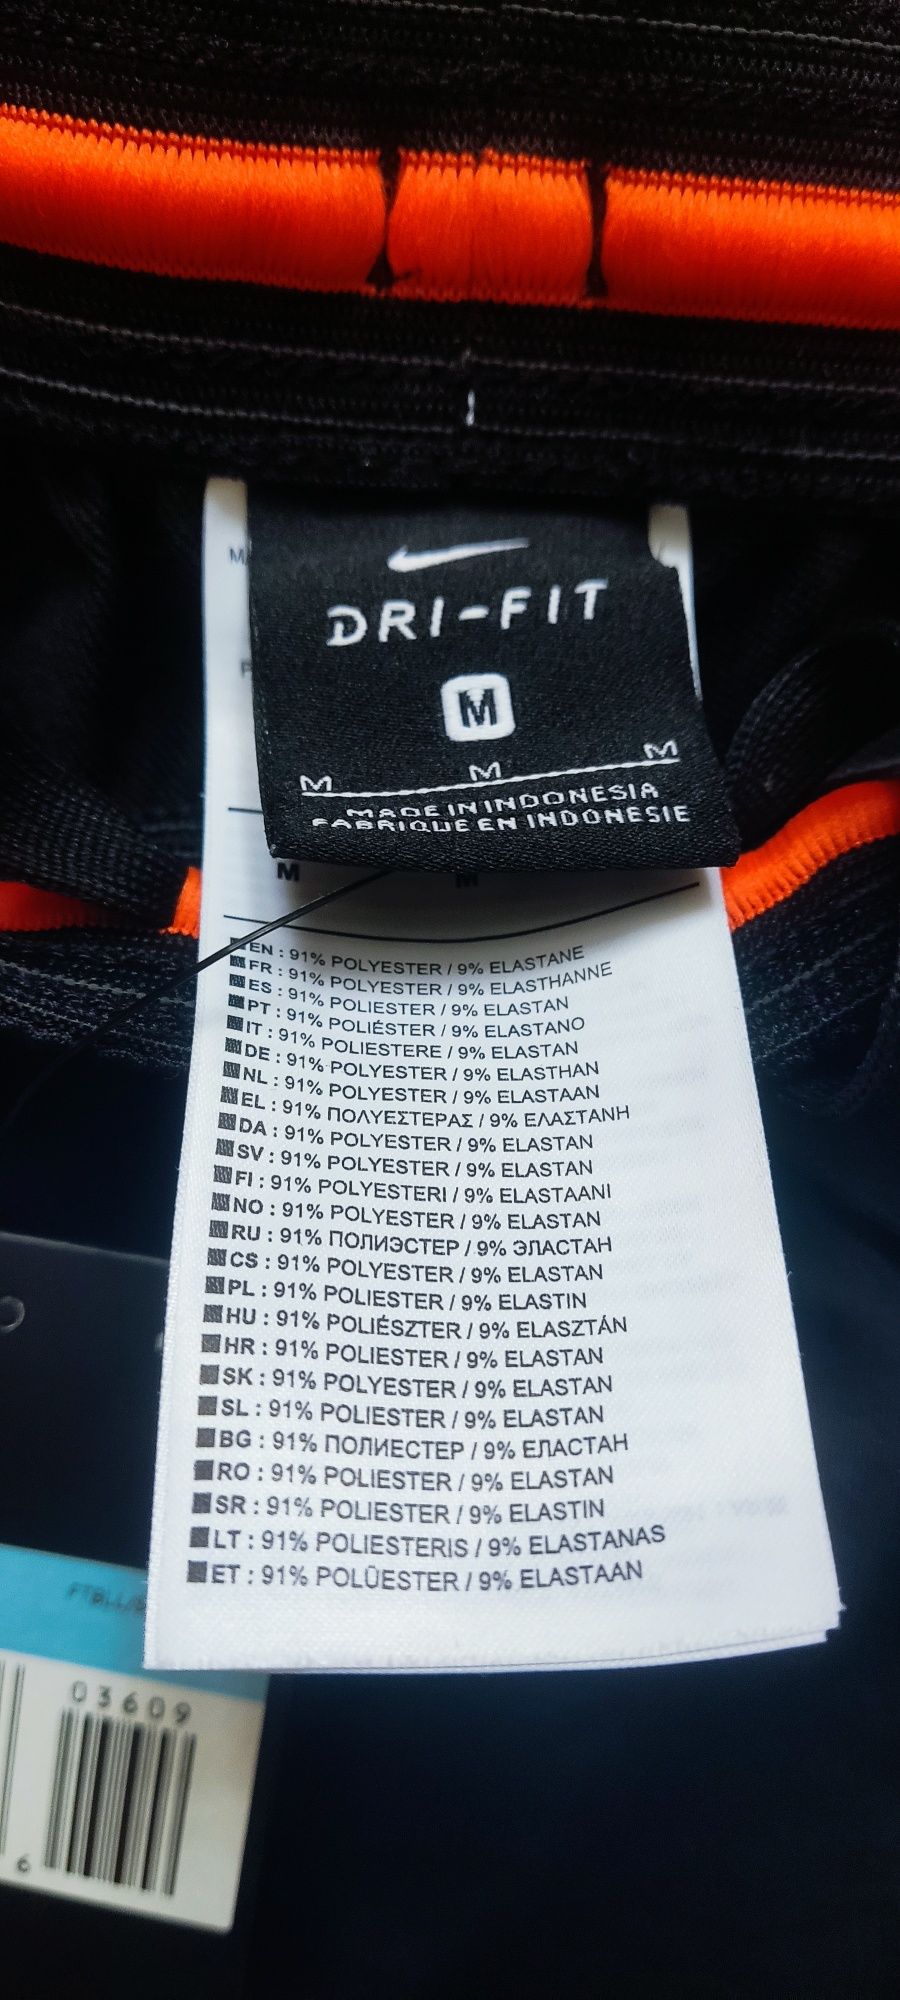 DRI-FIT
M
M M M
MADE IN INDONESIA
FABRIQUE EN INDONESIE
M M
EN : 91% POLYESTER / 9% ELASTANE
FR : 91% POLYESTER / 9% ELASTHANNE
ES : 91% POLIESTER / 9% ELASTAN
PT : 91% POLIÉSTER / 9% ELASTANO
IT : 91% POLIESTERE / 9% ELASTAN
DE : 91% POLYESTER / 9% ELASTHAN
NL : 91% POLYESTER / 9% ELASTAAN
EL : 91% ΠΟΛΥΕΣΤΕΡΑΣ / 9% ΕΛΑΣΤΑΝΗ
DA : 91% POLYESTER / 9% ELASTAN
SV : 91% POLYESTER / 9% ELASTAN
FI : 91% POLYESTERI / 9% ELASTAANI
NO : 91% POLYESTER / 9% ELASTAN
RU : 91% ПОЛИЭСТЕР / 9% ЭЛАСТАН
CS : 91% POLYESTER / 9% ELASTAN
PL : 91% POLIESTER / 9% ELASTIN
HU : 91% POLIÉSZTER / 9% ELASZTÁN
HR : 91% POLIESTER / 9% ELASTAN
SK : 91% POLYESTER / 9% ELASTAN
SL : 91% POLIESTER / 9% ELASTAN
BG : 91% ПОЛИЕСТЕР / 9% ЕЛАСТАН
RO : 91% POLIESTER / 9% ELASTAN
SR : 91% POLIESTER / 9% ELASTIN
LT : 91% POLIESTERIS / 9% ELASTANAS
ET : 91% POLÜESTER / 9% ELASTAAN
03609
6